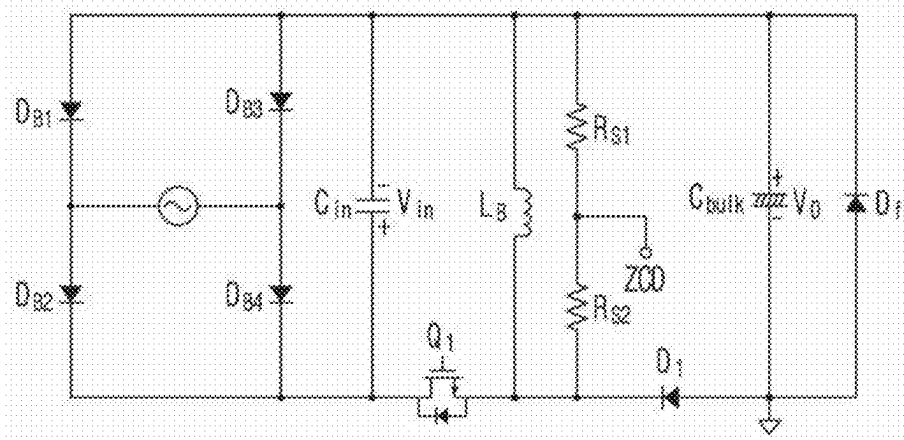 D_B1
D_B3
C_in
- V_in +
L_B
R_S1
ZCD
R_S2
C_bulk
+ V_0 -
D_f
D_B2
D_B4
Q_1
D_1